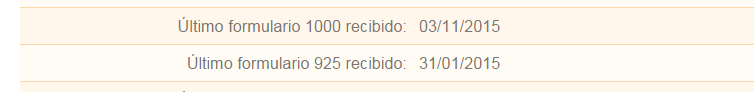 Último formulario 1000 recibido: 03/11/2015
Último formulario 925 recibido: 31/01/2015